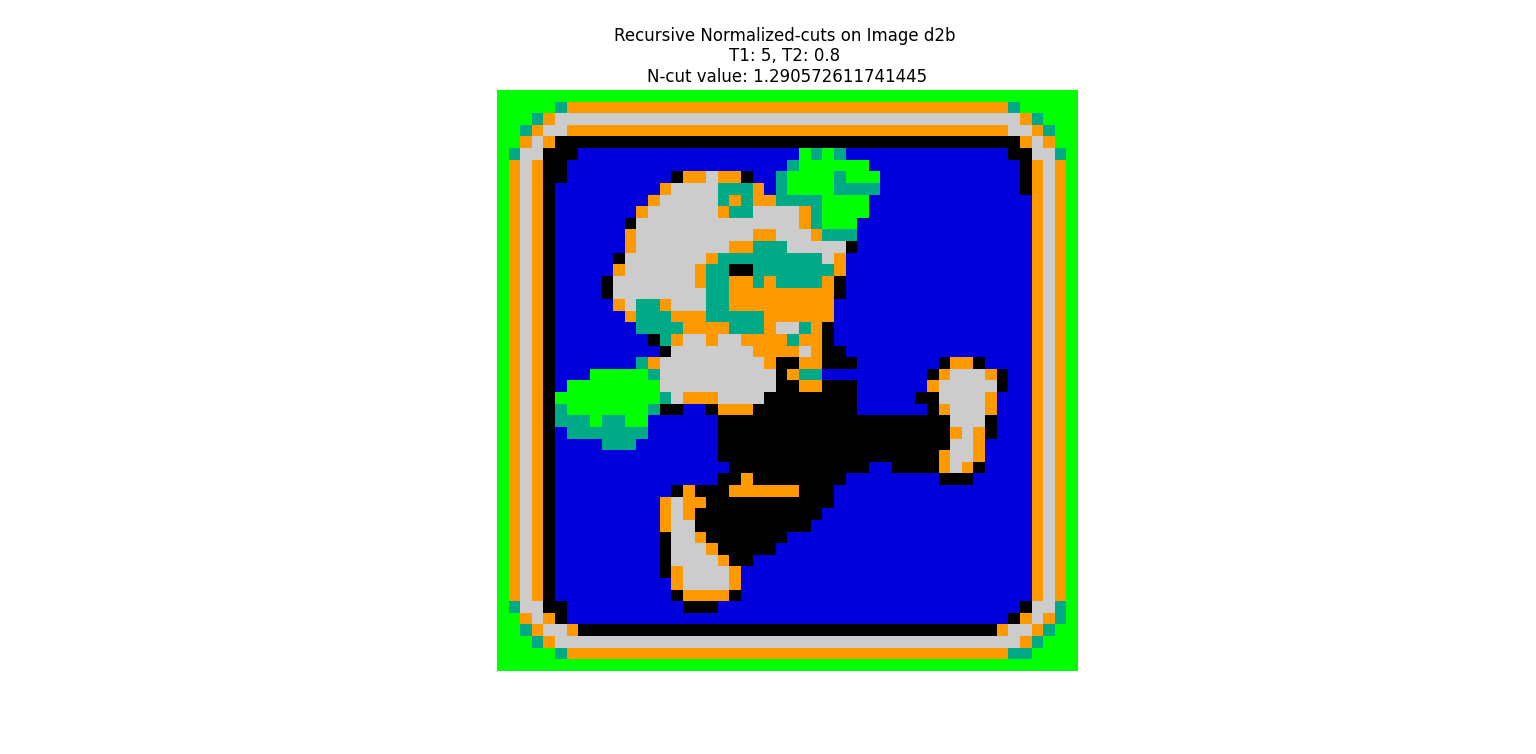 Recursive Normalized-cuts on Image d2b
T1: 5, T2: 0.8
N-cut value: 1.290572611741445